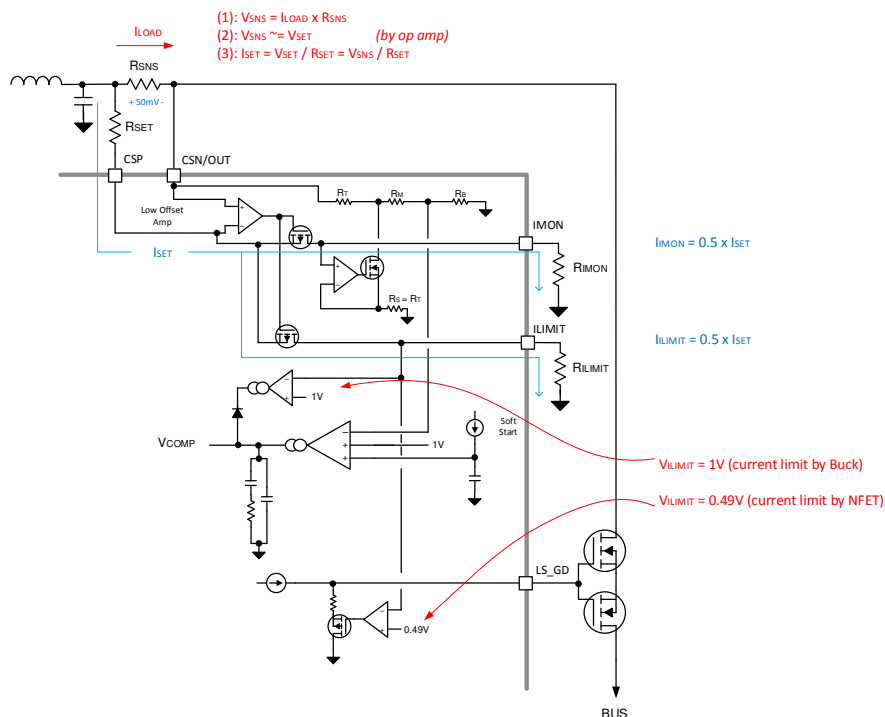 (1): VSNS = ILOAD x RSNS
ILOAD
(2): VSNS ~= VSET (by op amp)
(3): ISET = VSET / RSET = VSNS / RSET
RSNS
+ 50mV -
RSET
CSP
CSN/OUT
RT
RM
RB
Low Offset
Amp
+
−
IMON
ISET
IIMON = 0.5 x ISET
RIMON
+
−
RS = RT
ILIMIT
IILIMIT = 0.5 x ISET
RILIMIT
−
+
1V
Soft
Start
VCOMP
−
+
1V
+
VILIMIT = 1V (current limit by Buck)
VILIMIT = 0.49V (current limit by NFET)
LS_GD
−
+
0.49V
BUS